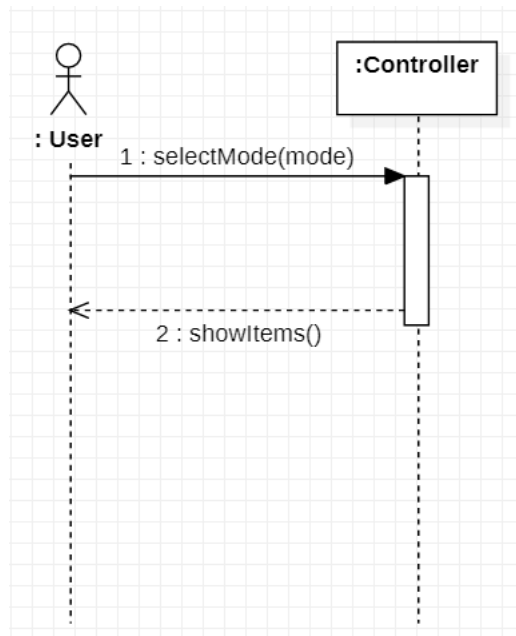 :Controller
: User
1 : selectMode(mode)
2 : showItems()